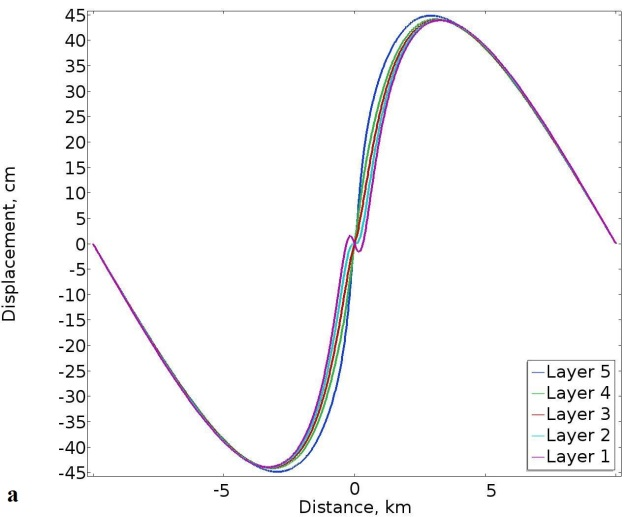 45
40
35
30
25
20
15
10
5
0
-5
-10
-15
-20
-25
-30
-35
-40
-45
Displacement, cm
Layer 5
Layer 4
Layer 3
Layer 2
Layer 1
-5 0 5
Distance, km
a